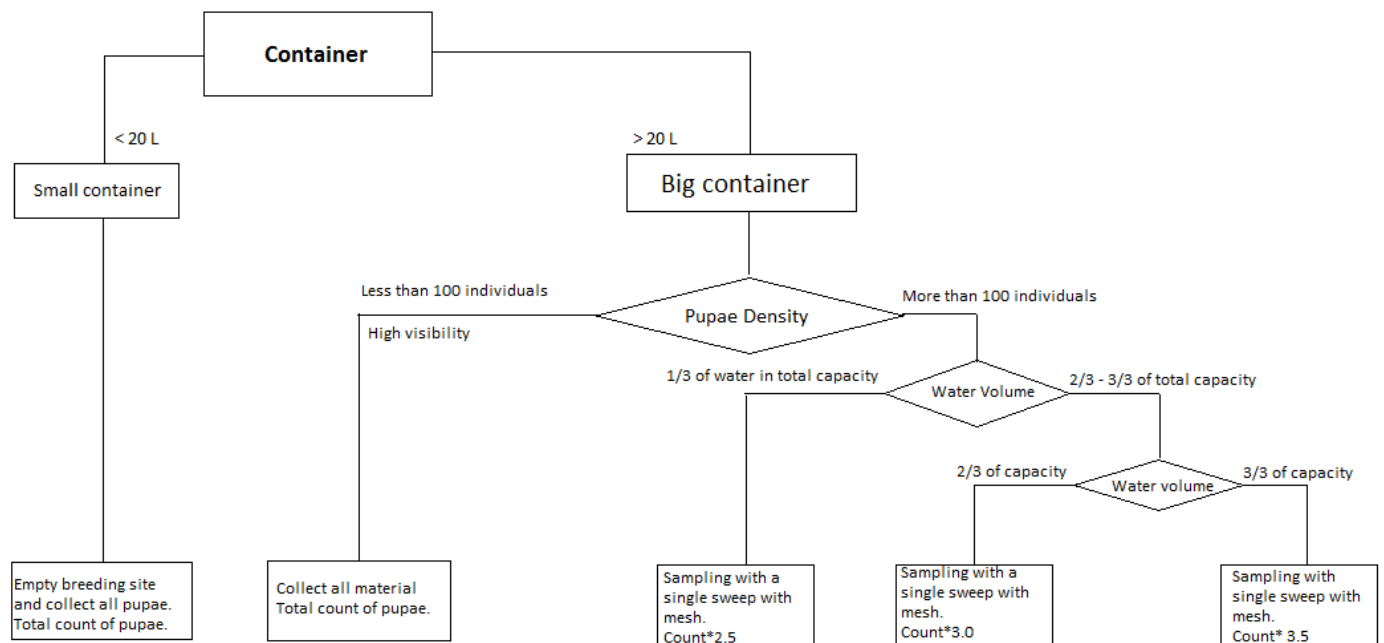 Container
< 20 L
> 20 L
Small container
Big container
Less than 100 individuals
High visibility
Pupae Density
More than 100 individuals
1/3 of water in total capacity
Water Volume
2/3 - 3/3 of total capacity
2/3 of capacity
Water volume
3/3 of capacity
Empty breeding site
and collect all pupae.
Total count of pupae.
Collect all material
Total count of pupae.
Sampling with a
single sweep with
mesh.
Count*2.5
Sampling with a
single sweep with
mesh.
Count*3.0
Sampling with
single sweep with
mesh.
Count* 3.5